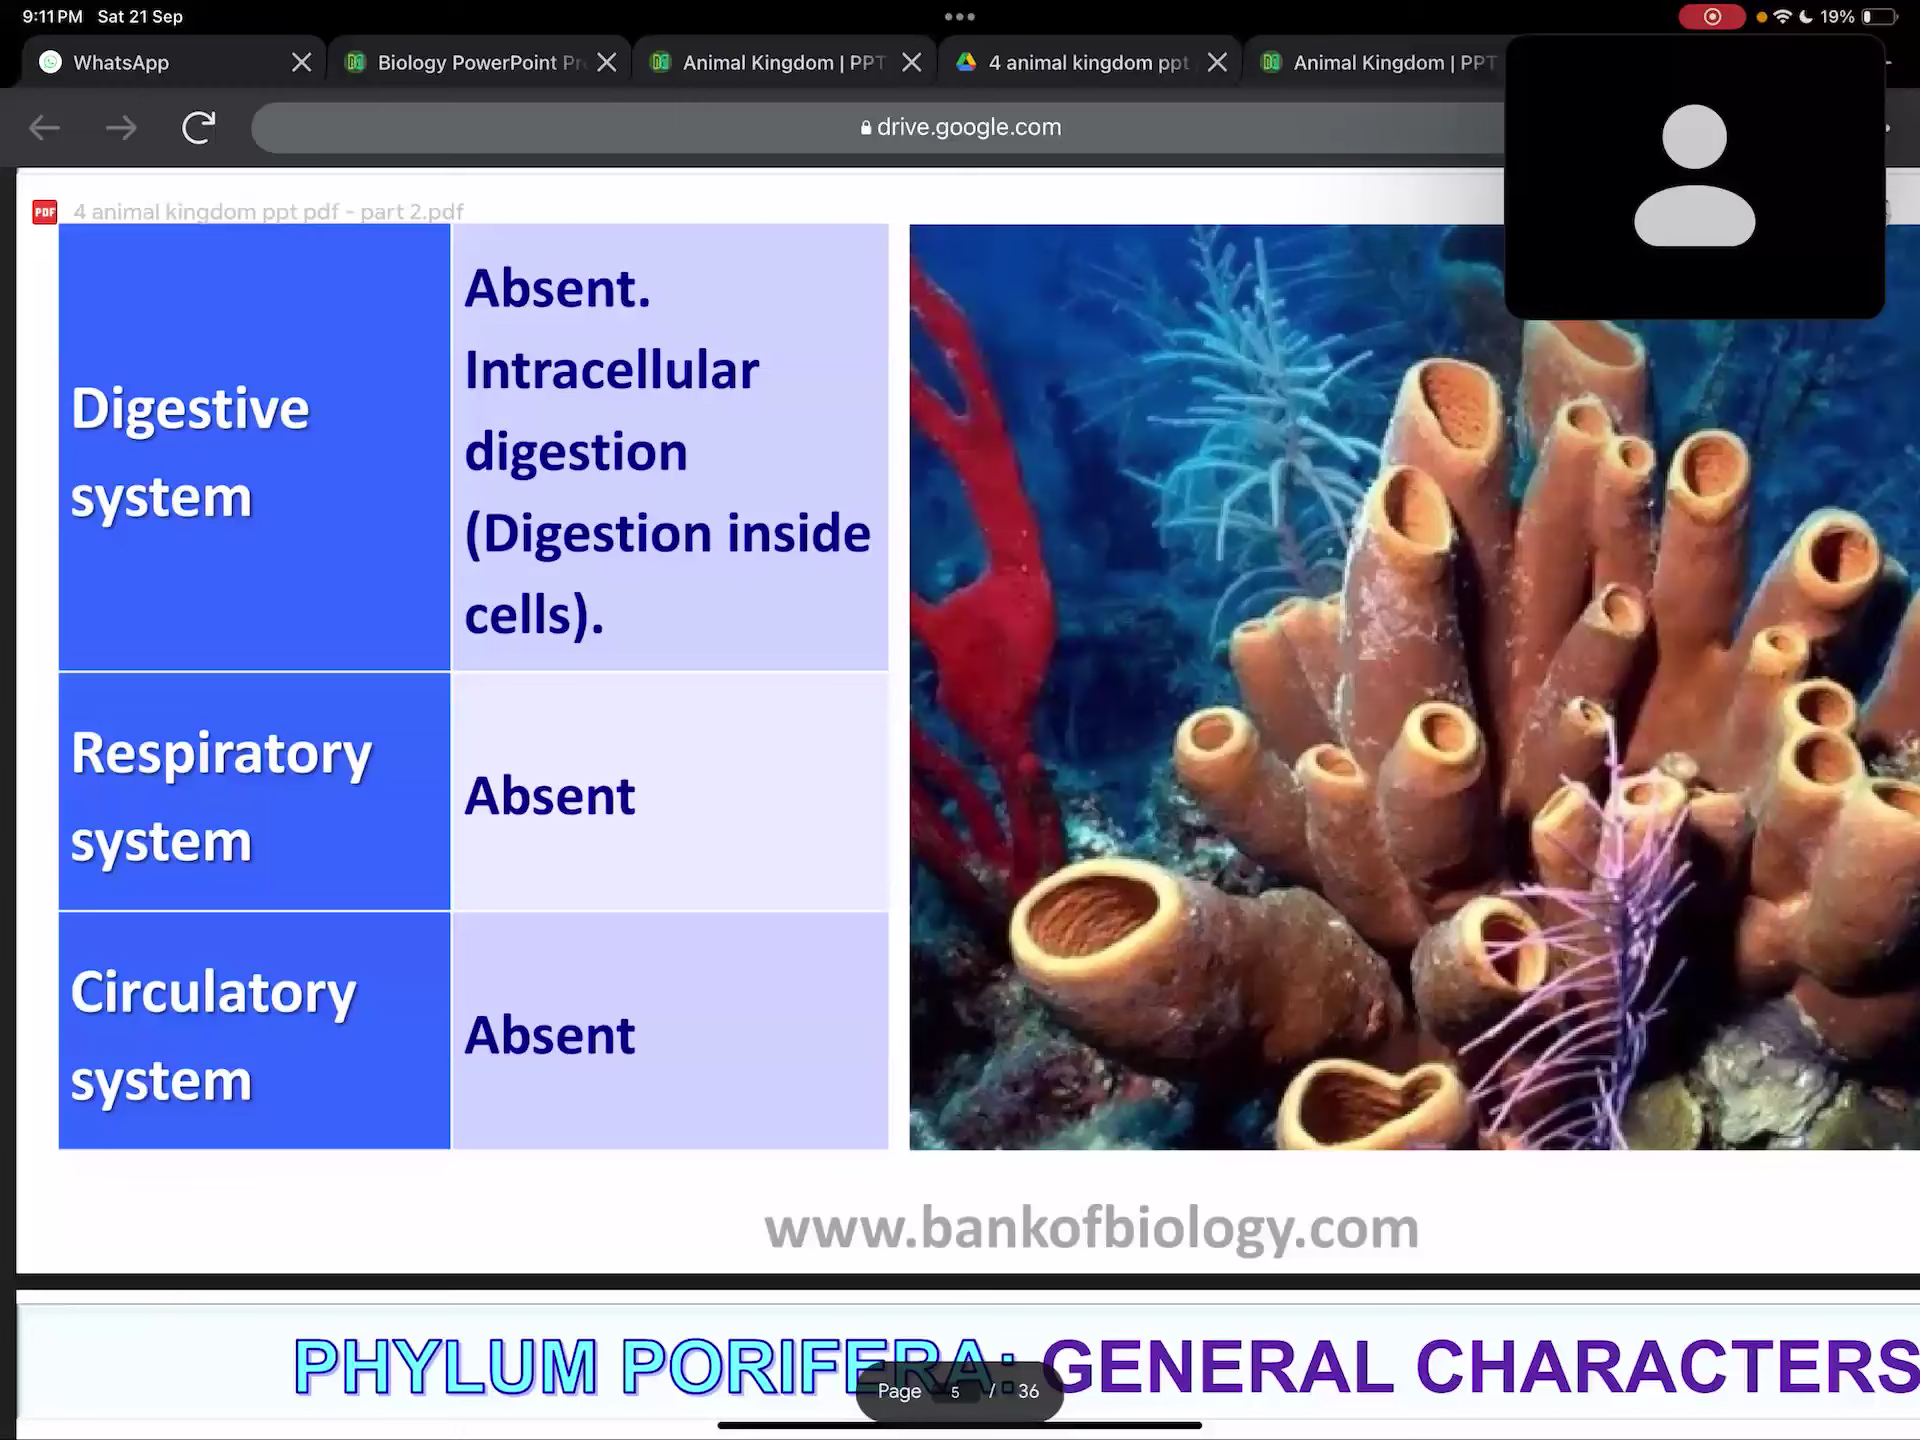 9:11 PM Sat 21 Sep
19%
WhatsApp
Biology PowerPoint Pr
Animal Kingdom | PPT
4 animal kingdom ppt
Animal Kingdom | PPT
drive.google.com
PDF 4 animal kingdom ppt pdf - part 2.pdf
Digestive
system
Absent.
Intracellular
digestion
(Digestion inside
cells).
Respiratory
system
Absent
Circulatory
system
Absent
www.bankofbiology.com
PHYLUM PORIFERA: GENERAL CHARACTERS
Page 5 / 36